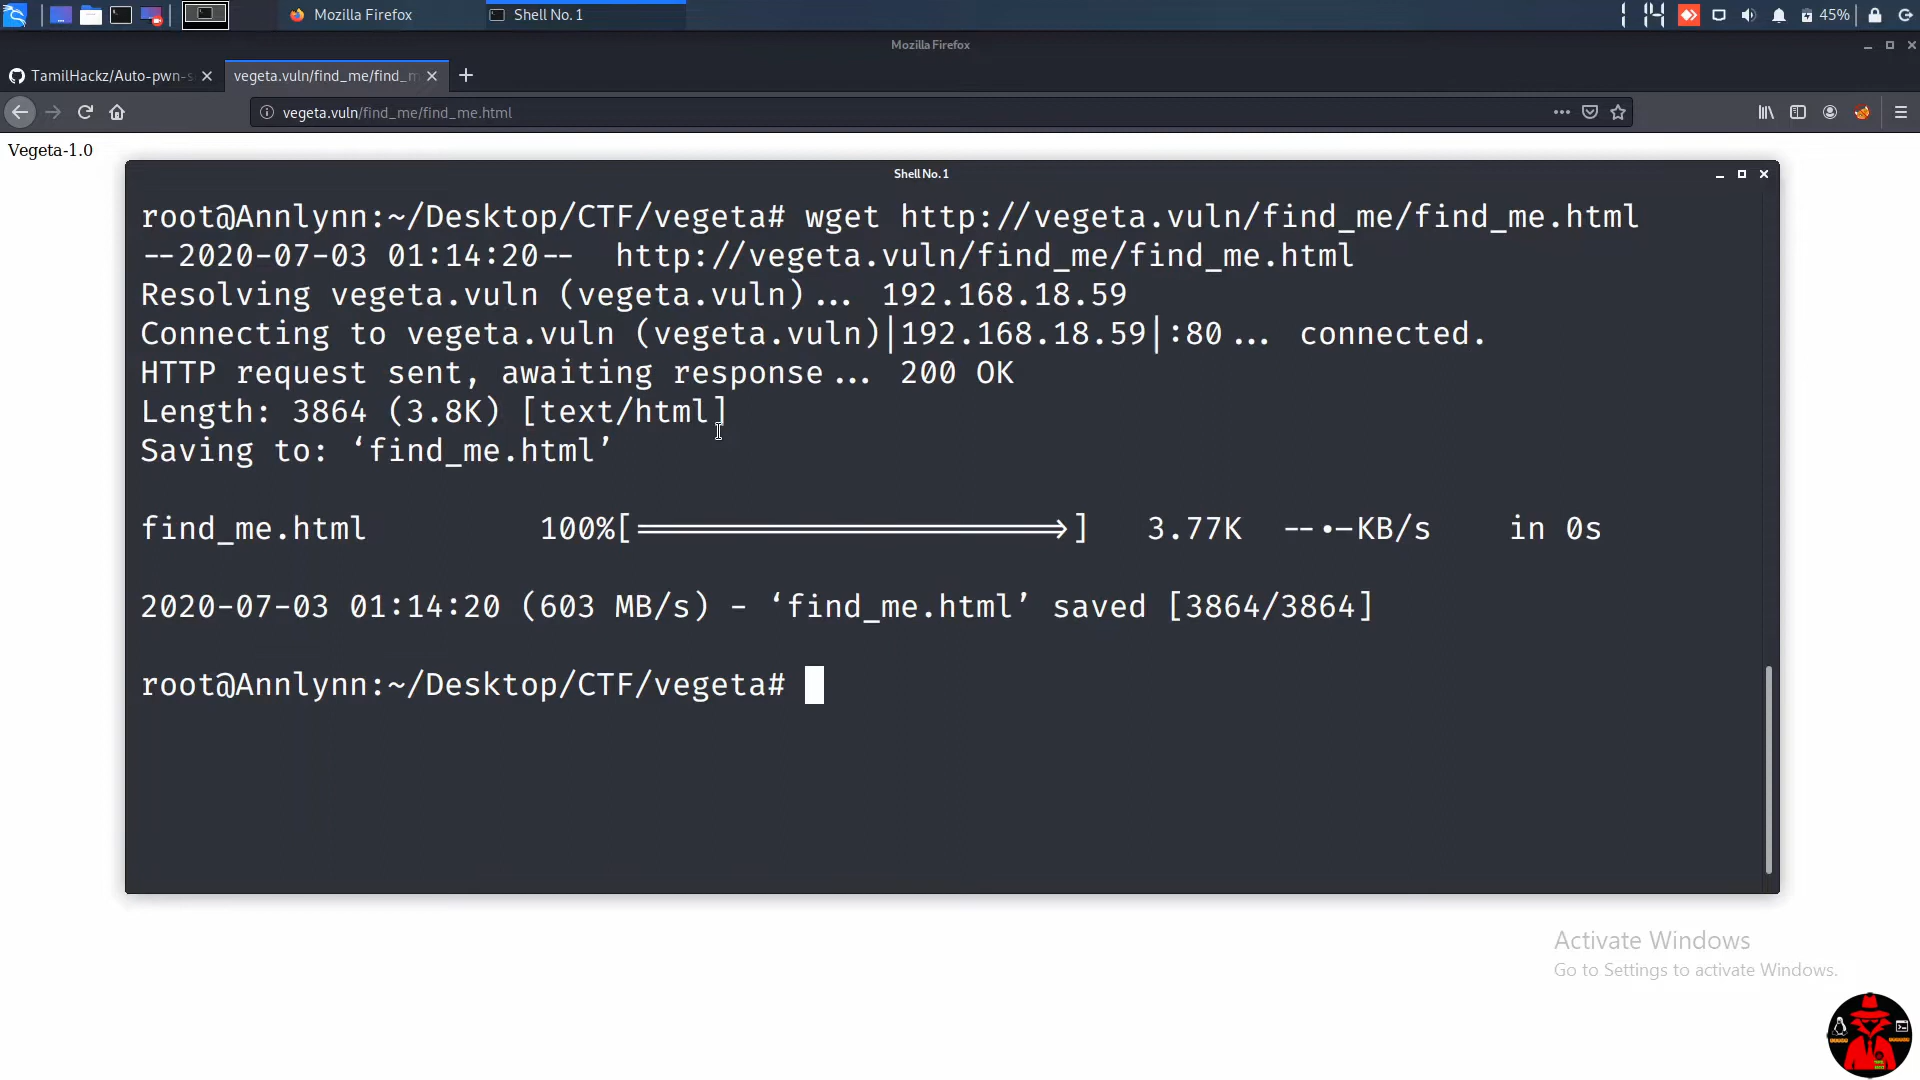 Mozilla Firefox
Shell No. 1
45%
Mozilla Firefox
TamilHackz/Auto-pwn-s
vegeta.vuln/find_me/find_m
vegeta.vuln/find_me/find_me.html
Vegeta-1.0
Shell No. 1
root@Annlynn:~/Desktop/CTF/vegeta# wget http://vegeta.vuln/find_me/find_me.html
--2020-07-03 01:14:20--  http://vegeta.vuln/find_me/find_me.html
Resolving vegeta.vuln (vegeta.vuln)... 192.168.18.59
Connecting to vegeta.vuln (vegeta.vuln)|192.168.18.59|:80... connected.
HTTP request sent, awaiting response... 200 OK
Length: 3864 (3.8K) [text/html]
Saving to: ‘find_me.html’
find_me.html 100%[===================>] 3.77K --•-KB/s in 0s
2020-07-03 01:14:20 (603 MB/s) - ‘find_me.html’ saved [3864/3864]
root@Annlynn:~/Desktop/CTF/vegeta#
Activate Windows
Go to Settings to activate Windows.